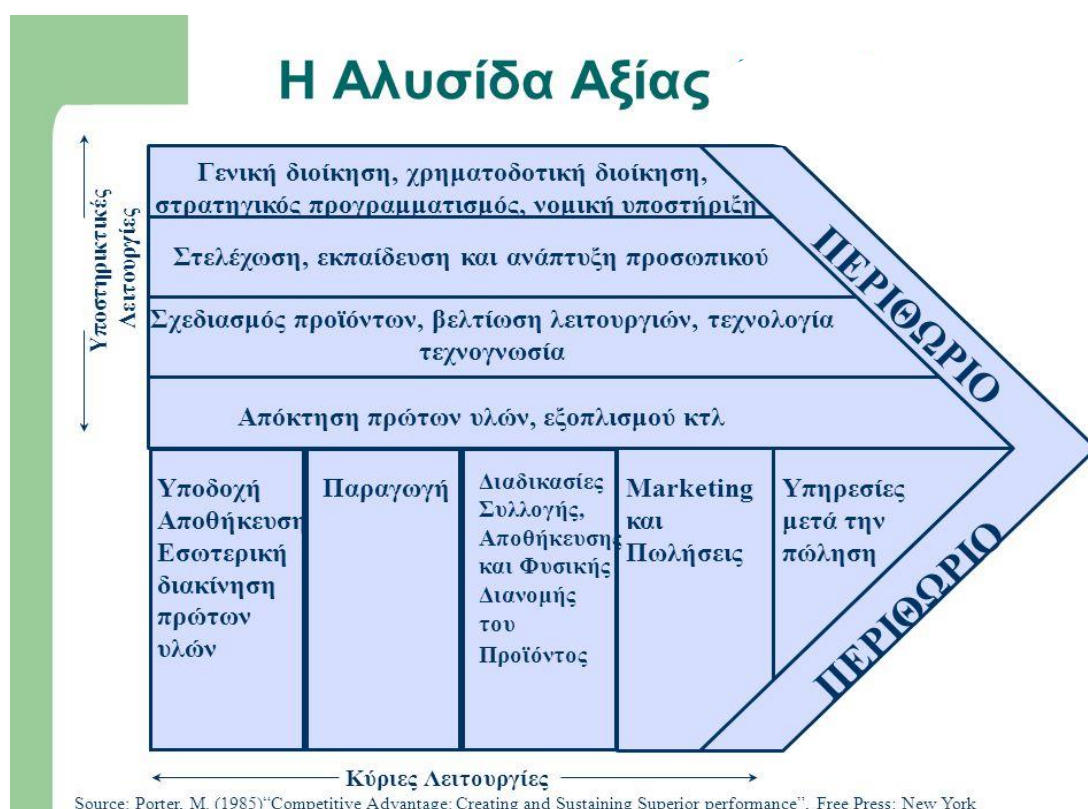 Η Αλυσίδα Αξίας
Υποστηρικτικές
Λειτουργίες
Γενική διοίκηση, χρηματοδοτική διοίκηση,
στρατηγικός προγραμματισμός, νομική υποστήριξη
Στελέχωση, εκπαίδευση και ανάπτυξη προσωπικού
Σχεδιασμός προϊόντων, βελτίωση λειτουργιών, τεχνολογία
τεχνογνωσία
Απόκτηση πρώτων υλών, εξοπλισμού κτλ
ΠΕΡΙΘΩΡΙΟ
Υποδοχή
Αποθήκευση
Εσωτερική
διακίνηση
πρώτων
υλών
Παραγωγή
Διαδικασίες
Συλλογής,
Αποθήκευσης
και Φυσικής
Διανομής
του
Προϊόντος
Marketing
και
Πωλήσεις
Υπηρεσίες
μετά την
πώληση
ΠΕΡΙΘΩΡΙΟ
Κύριες Λειτουργίες
Source: Porter, M. (1985)“Competitive Advantage: Creating and Sustaining Superior performance”, Free Press: New York